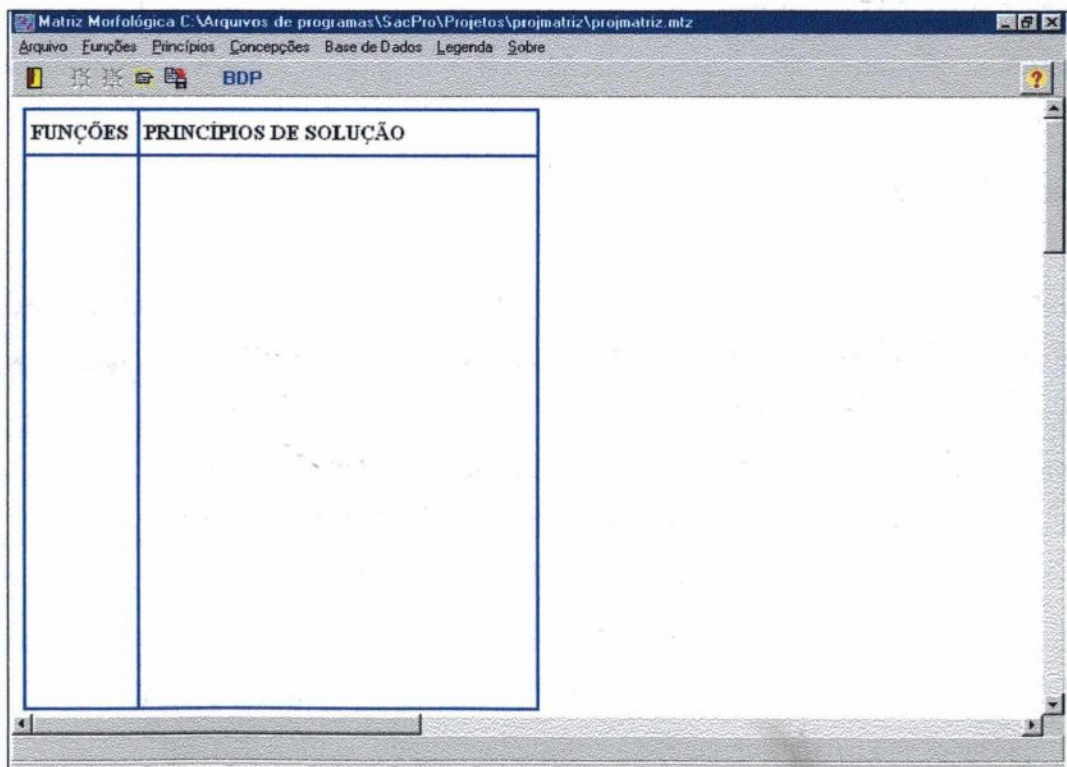 Matriz Morfológica C:\Arquivos de programas\SacPro\Projetos\projmatriz\projmatriz.mtz
Arquivo Funções Princípios Concepções Base de Dados Legenda Sobre
BDP ?
FUNÇÕES PRINCÍPIOS DE SOLUÇÃO